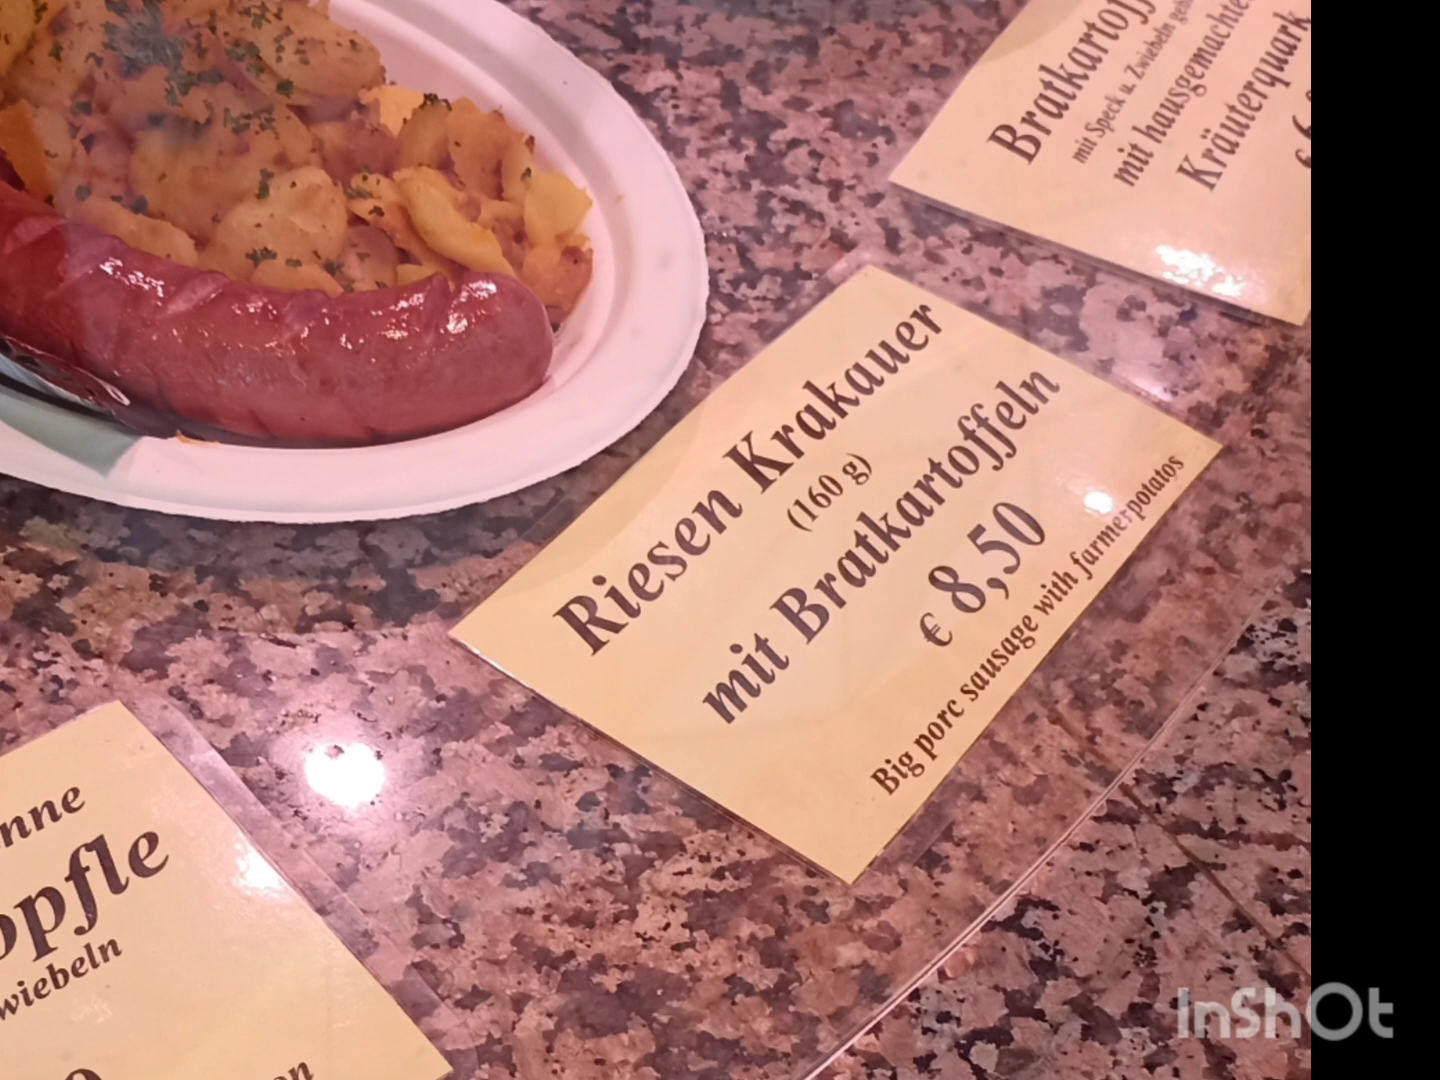 Bratkartoff
mit Speck u. Zwiebeln
mit hausgemachte
Kräuterquark
€
Riesen Krakauer
(160 g)
mit Bratkartoffeln
€ 8,50
Big porc sausage with farmerpotatos
nne
opfle
wiebeln
on
InShOt